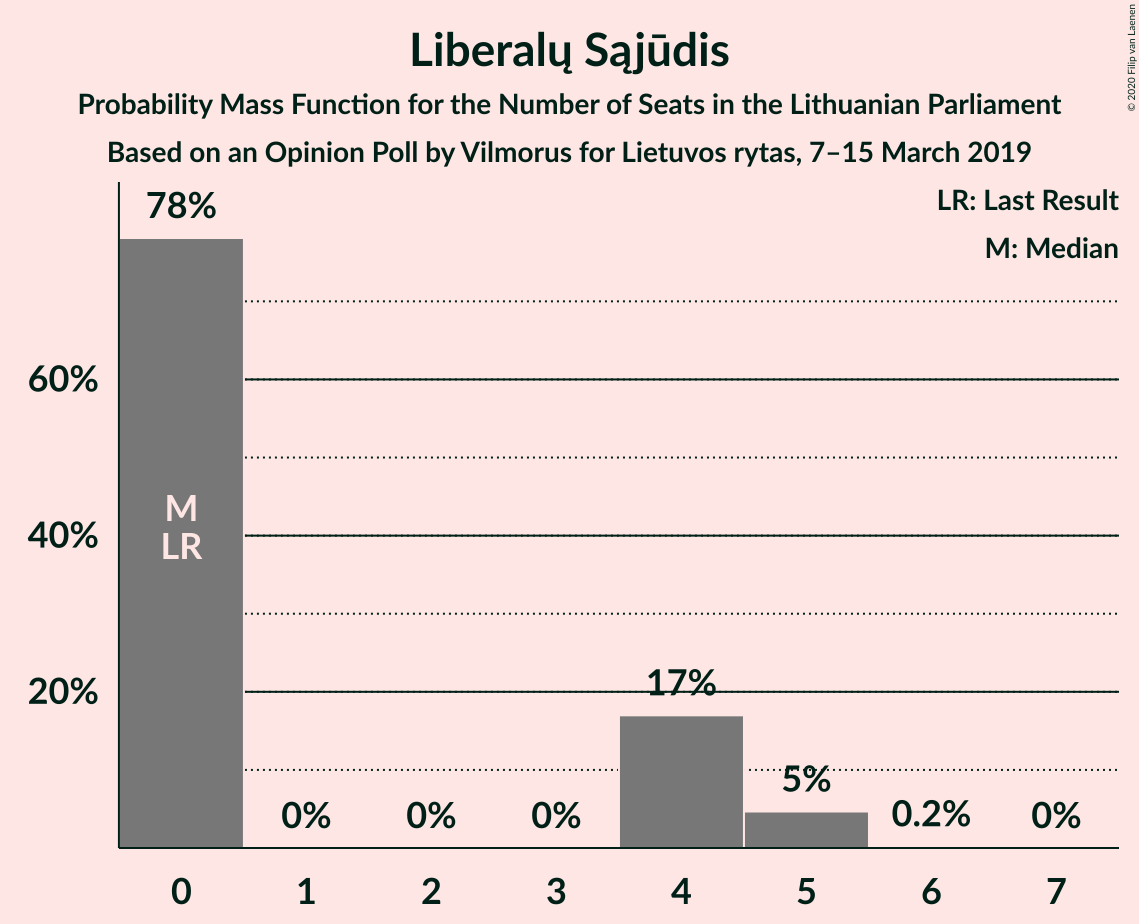 Liberalų Sąjūdis
Probability Mass Function for the Number of Seats in the Lithuanian Parliament
Based on an Opinion Poll by Vilmorus for Lietuvos rytas, 7–15 March 2019
© 2020 Filip van Laenen
LR: Last Result
M: Median
78%
60%
40%
20%
M
LR
0%
0%
0%
17%
5%
0.2%
0%
0
1
2
3
4
5
6
7